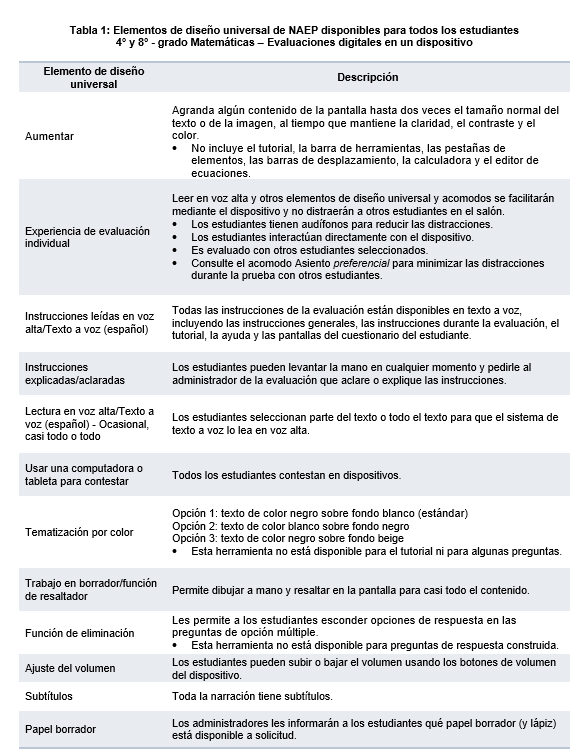 Tabla 1: Elementos de diseño universal de NAEP disponibles para todos los estudiantes
4° y 8° - grado Matemáticas – Evaluaciones digitales en un dispositivo
Elemento de diseño
universal
Descripción
Aumentar
Agranda algún contenido de la pantalla hasta dos veces el tamaño normal del
texto o de la imagen, al tiempo que mantiene la claridad, el contraste y el
color.
• No incluye el tutorial, la barra de herramientas, las pestañas de
elementos, las barras de desplazamiento, la calculadora y el editor de
ecuaciones.
Experiencia de evaluación
individual
Leer en voz alta y otros elementos de diseño universal y acomodos se facilitarán
mediante el dispositivo y no distraerán a otros estudiantes en el salón.
• Los estudiantes tienen audífonos para reducir las distracciones.
• Los estudiantes interactúan directamente con el dispositivo.
• Es evaluado con otros estudiantes seleccionados.
• Consulte el acomodo Asiento preferencial para minimizar las distracciones
durante la prueba con otros estudiantes.
Instrucciones leídas en voz
alta/Texto a voz (español)
Todas las instrucciones de la evaluación están disponibles en texto a voz,
incluyendo las instrucciones generales, las instrucciones durante la evaluación, el
tutorial, la ayuda y las pantallas del cuestionario del estudiante.
Instrucciones
explicadas/aclaradas
Los estudiantes pueden levantar la mano en cualquier momento y pedirle al
administrador de la evaluación que aclare o explique las instrucciones.
Lectura en voz alta/Texto a
voz (español) - Ocasional,
casi todo o todo
Los estudiantes seleccionan parte del texto o todo el texto para que el sistema de
texto a voz lo lea en voz alta.
Usar una computadora o
tableta para contestar
Todos los estudiantes contestan en dispositivos.
Tematización por color
Opción 1: texto de color negro sobre fondo blanco (estándar)
Opción 2: texto de color blanco sobre fondo negro
Opción 3: texto de color negro sobre fondo beige
• Esta herramienta no está disponible para el tutorial ni para algunas preguntas.
Trabajo en borrador/función
de resaltador
Permite dibujar a mano y resaltar en la pantalla para casi todo el contenido.
Función de eliminación
Les permite a los estudiantes esconder opciones de respuesta en las
preguntas de opción múltiple.
• Esta herramienta no está disponible para preguntas de respuesta construida.
Ajuste del volumen
Los estudiantes pueden subir o bajar el volumen usando los botones de volumen
del dispositivo.
Subtítulos
Toda la narración tiene subtítulos.
Papel borrador
Los administradores les informarán a los estudiantes qué papel borrador (y lápiz)
está disponible a solicitud.